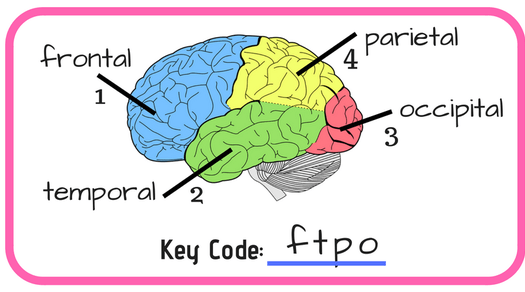 frontal
1
parietal
4
occipital
3
temporal
2
Key Code: ftpo